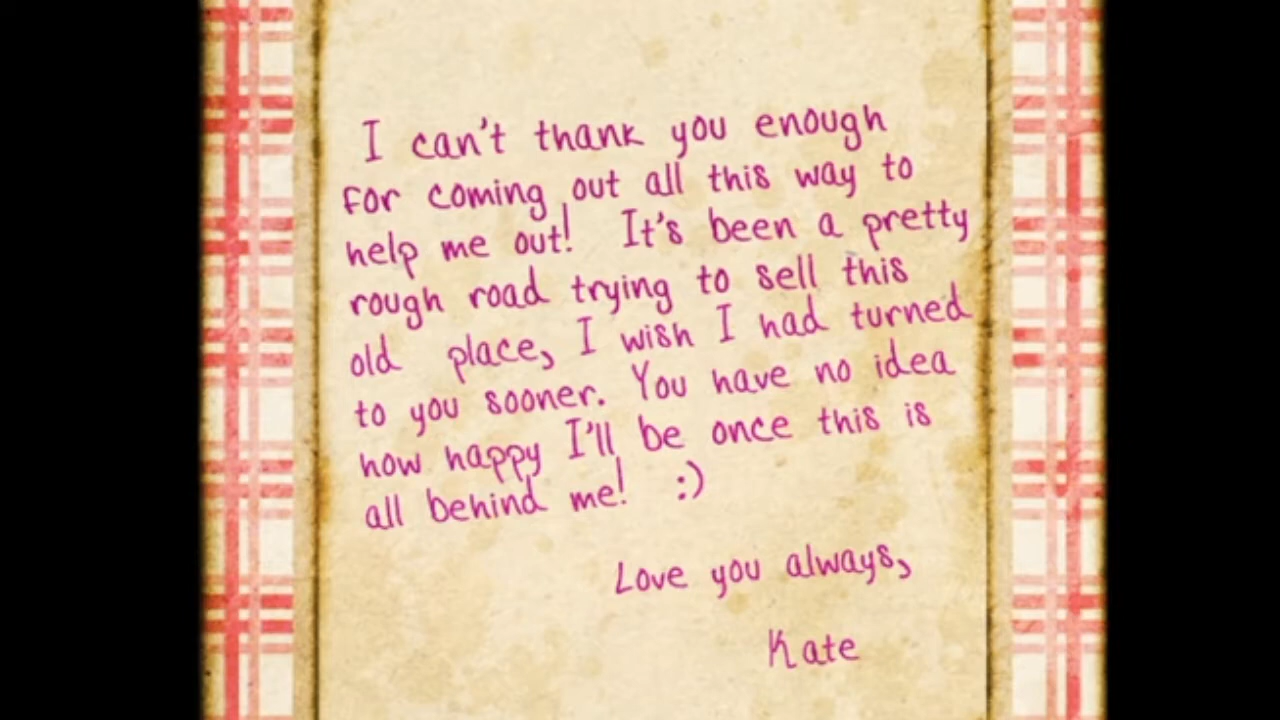 I can't thank you enough
for coming out all this way to
help me out! It's been a pretty
rough road trying to sell this
old place, I wish I had turned
to you sooner. You have no idea
how happy I'll be once this is
all behind me! :)
Love you always,
Kate